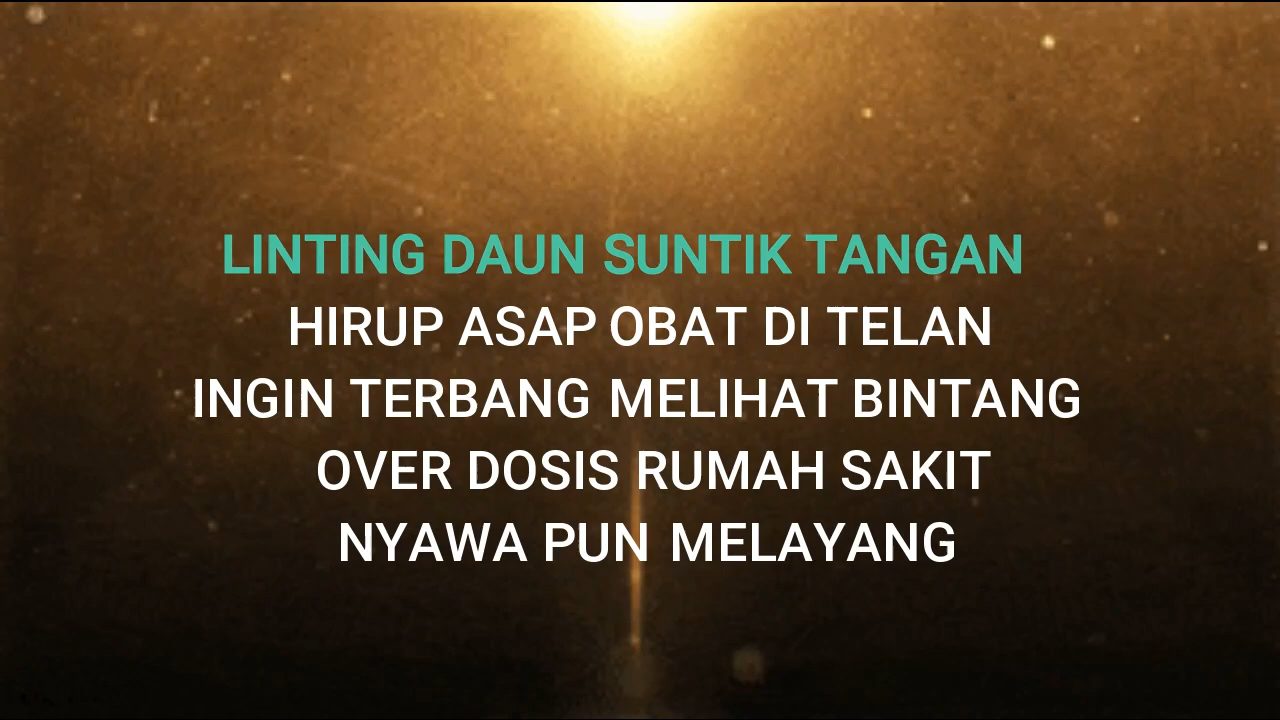 LINTING DAUN SUNTIK TANGAN
HIRUP ASAP OBAT DI TELAN
INGIN TERBANG MELIHAT BINTANG
OVER DOSIS RUMAH SAKIT
NYAWA PUN MELAYANG